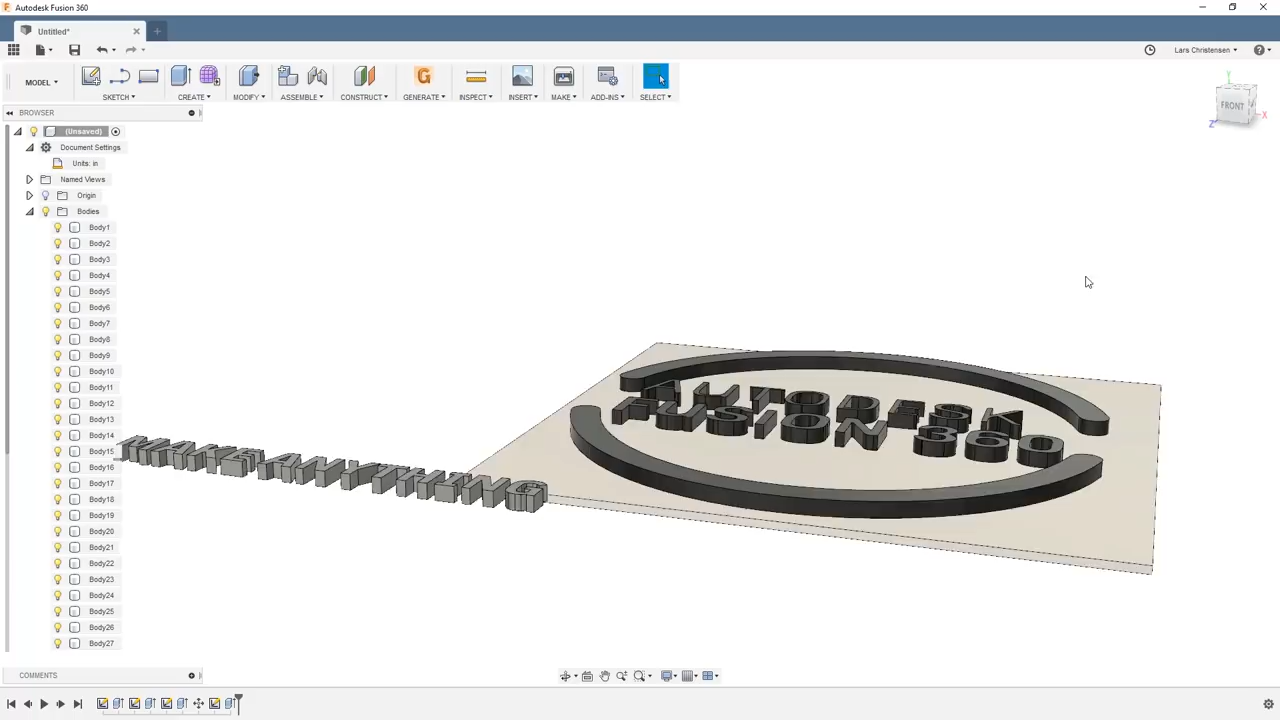 Autodesk Fusion 360
Untitled*
Lars Christensen
MODEL
SKETCH
CREATE
MODIFY
ASSEMBLE
CONSTRUCT
GENERATE
INSPECT
INSERT
MAKE
ADD-INS
SELECT
BROWSER
(Unsaved)
Document Settings
Units: in
Named Views
Origin
Bodies
Body1
Body2
Body3
Body4
Body5
Body6
Body7
Body8
Body9
Body10
Body11
Body12
Body13
Body14
Body15
Body16
Body17
Body18
Body19
Body20
Body21
Body22
Body23
Body24
Body25
Body26
Body27
Y
FRONT
X
Z
AUTODESK
FUSION 360
MAKE ANYTHING
COMMENTS